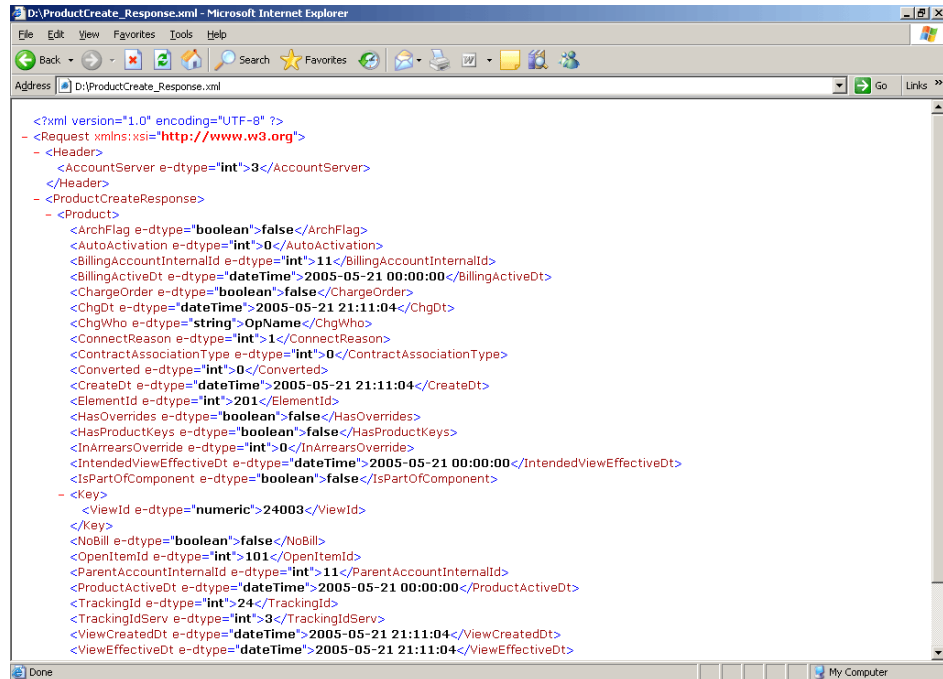 D:\ProductCreate_Response.xml - Microsoft Internet Explorer
File Edit View Favorites Tools Help
Back Search Favorites
Address D:\ProductCreate_Response.xml Go Links »
<?xml version="1.0" encoding="UTF-8" ?>
- <Request xmlns:xsi="http://www.w3.org">
- <Header>
<AccountServer e-dtype="int">3</AccountServer>
</Header>
- <ProductCreateResponse>
- <Product>
<ArchFlag e-dtype="boolean">false</ArchFlag>
<AutoActivation e-dtype="int">0</AutoActivation>
<BillingAccountInternalId e-dtype="int">11</BillingAccountInternalId>
<BillingActiveDt e-dtype="dateTime">2005-05-21 00:00:00</BillingActiveDt>
<ChargeOrder e-dtype="boolean">false</ChargeOrder>
<ChgDt e-dtype="dateTime">2005-05-21 21:11:04</ChgDt>
<ChgWho e-dtype="string">OpName</ChgWho>
<ConnectReason e-dtype="int">1</ConnectReason>
<ContractAssociationType e-dtype="int">0</ContractAssociationType>
<Converted e-dtype="int">0</Converted>
<CreateDt e-dtype="dateTime">2005-05-21 21:11:04</CreateDt>
<ElementId e-dtype="int">201</ElementId>
<HasOverrides e-dtype="boolean">false</HasOverrides>
<HasProductKeys e-dtype="boolean">false</HasProductKeys>
<InArrearsOverride e-dtype="int">0</InArrearsOverride>
<IntendedViewEffectiveDt e-dtype="dateTime">2005-05-21 00:00:00</IntendedViewEffectiveDt>
<IsPartOfComponent e-dtype="boolean">false</IsPartOfComponent>
- <Key>
<ViewId e-dtype="numeric">24003</ViewId>
</Key>
<NoBill e-dtype="boolean">false</NoBill>
<OpenItemId e-dtype="int">101</OpenItemId>
<ParentAccountInternalId e-dtype="int">11</ParentAccountInternalId>
<ProductActiveDt e-dtype="dateTime">2005-05-21 00:00:00</ProductActiveDt>
<TrackingId e-dtype="int">24</TrackingId>
<TrackingIdServ e-dtype="int">3</TrackingIdServ>
<ViewCreatedDt e-dtype="dateTime">2005-05-21 21:11:04</ViewCreatedDt>
<ViewEffectiveDt e-dtype="dateTime">2005-05-21 21:11:04</ViewEffectiveDt>
Done My Computer